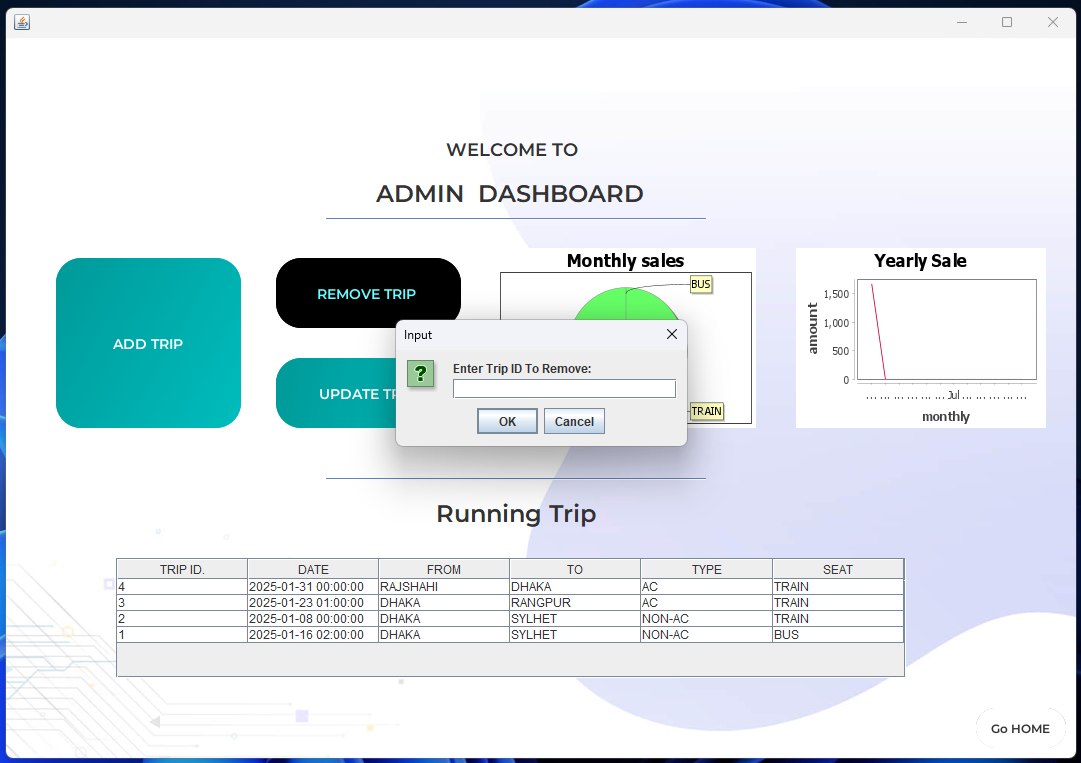 WELCOME TO
ADMIN DASHBOARD
ADD TRIP
REMOVE TRIP
UPDATE
Monthly sales
BUS
TRAIN
Yearly Sale
amount
1,500
1,000
500
0
Jul
monthly
Input
Enter Trip ID To Remove:
OK
Cancel
Running Trip
TRIP ID. DATE FROM TO TYPE SEAT
4 2025-01-31 00:00:00 RAJSHAHI DHAKA AC TRAIN
3 2025-01-23 01:00:00 DHAKA RANGPUR AC TRAIN
2 2025-01-08 00:00:00 DHAKA SYLHET NON-AC TRAIN
1 2025-01-16 02:00:00 DHAKA SYLHET NON-AC BUS
Go HOME